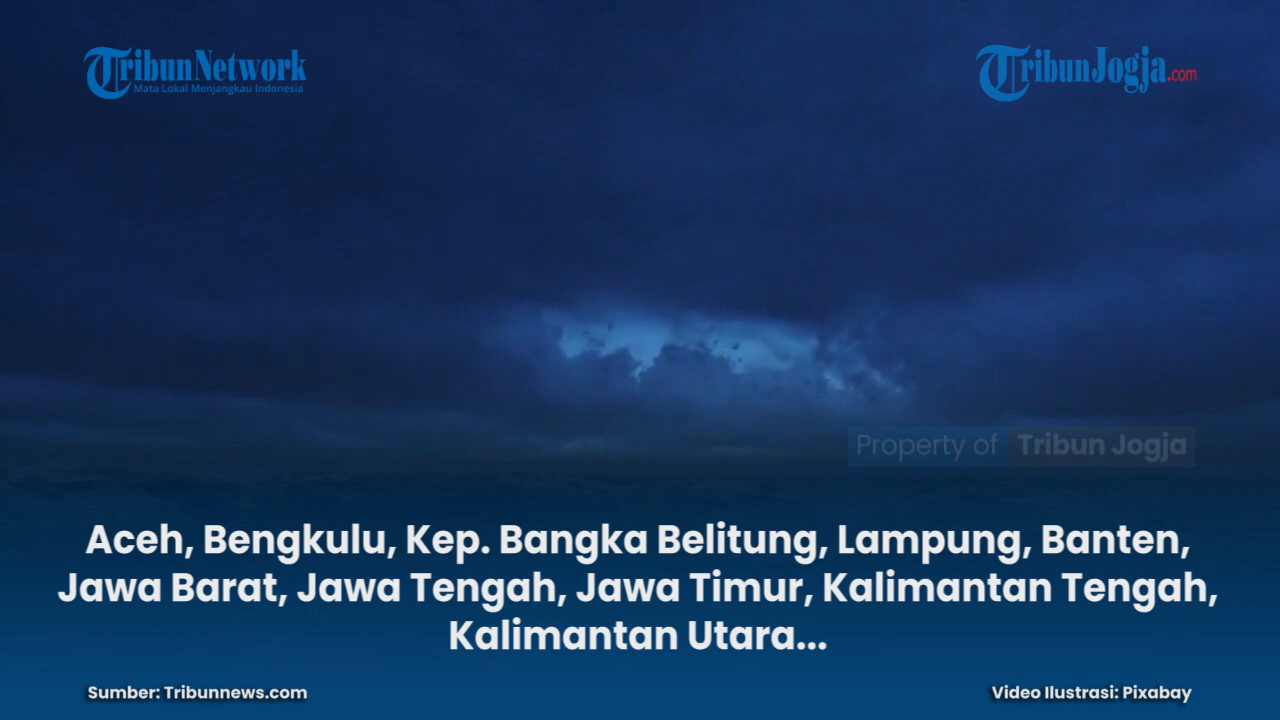 TribunNetwork
Mata Lokal Menjangkau Indonesia
TribunJogja.com
Property of Tribun Jogja
Aceh, Bengkulu, Kep. Bangka Belitung, Lampung, Banten,
Jawa Barat, Jawa Tengah, Jawa Timur, Kalimantan Tengah,
Kalimantan Utara...
Sumber: Tribunnews.com
Video Ilustrasi: Pixabay